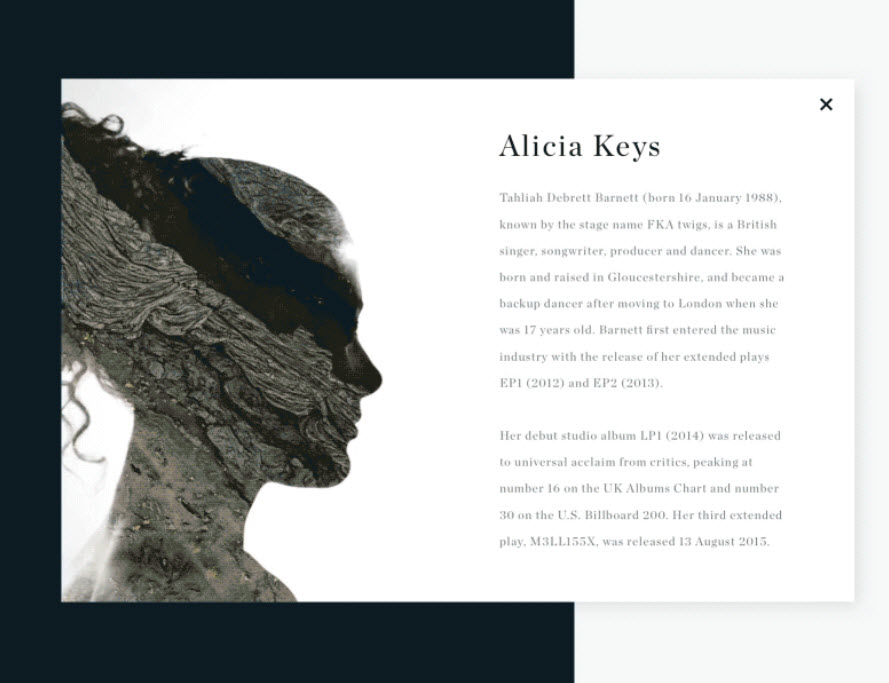 Alicia Keys
Tahliah Debrett Barnett (born 16 January 1988),
known by the stage name FKA twigs, is a British
singer, songwriter, producer and dancer. She was
born and raised in Gloucestershire, and became a
backup dancer after moving to London when she
was 17 years old. Barnett first entered the music
industry with the release of her extended plays
EP1 (2012) and EP2 (2013).
Her debut studio album LP1 (2014) was released
to universal acclaim from critics, peaking at
number 16 on the UK Albums Chart and number
30 on the U.S. Billboard 200. Her third extended
play, M3LL155X, was released 13 August 2015.